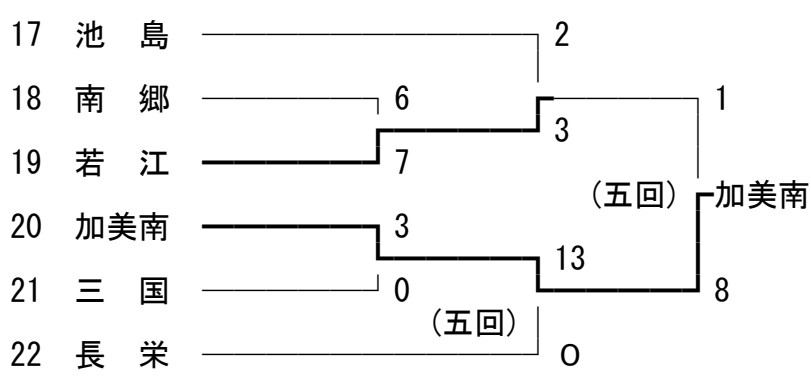 17 池 島 2
18 南 郷 6 1
3
19 若 江 7
(五回) 加美南
20 加美南 3
13
21 三 国 0 8
(五回)
22 長 栄 0